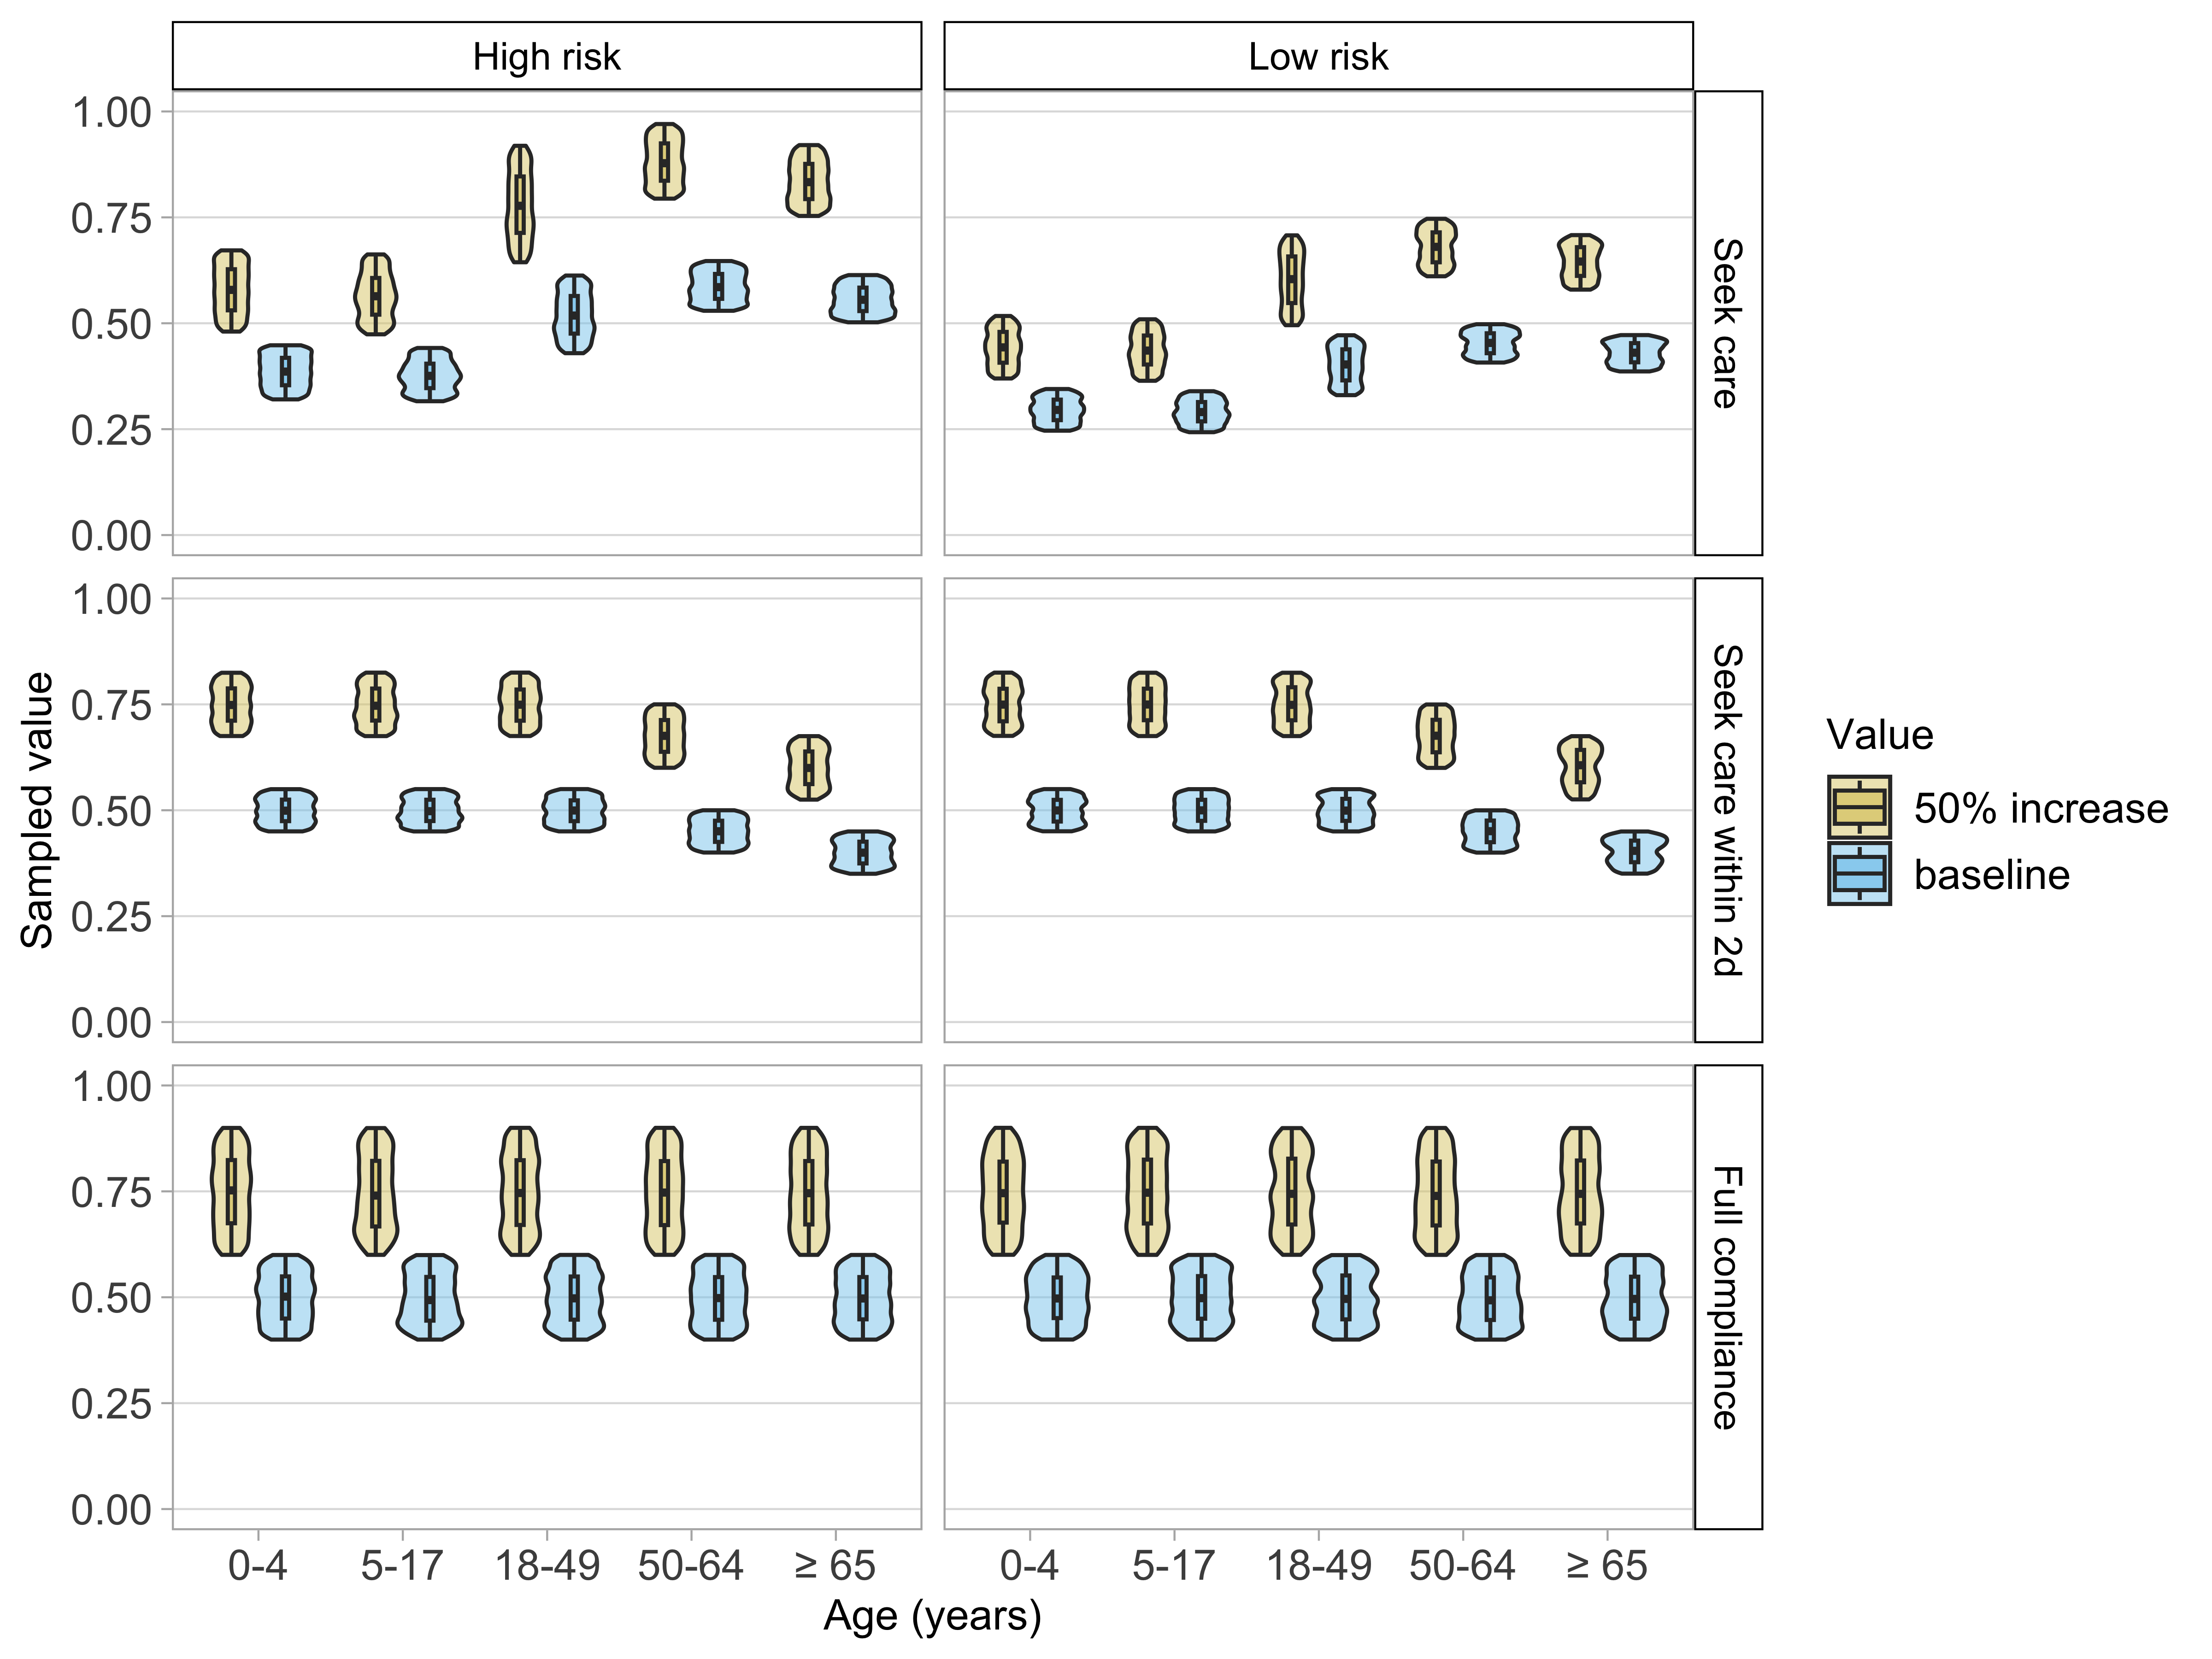 High risk
Low risk
1.00
0.75
0.50
0.25
0.00
Seek care
1.00
0.75
0.50
0.25
0.00
Seek care within 2d
1.00
0.75
0.50
0.25
0.00
Full compliance
Sampled value
0-4
5-17
18-49
50-64
≥ 65
0-4
5-17
18-49
50-64
≥ 65
Age (years)
Value
50% increase
baseline